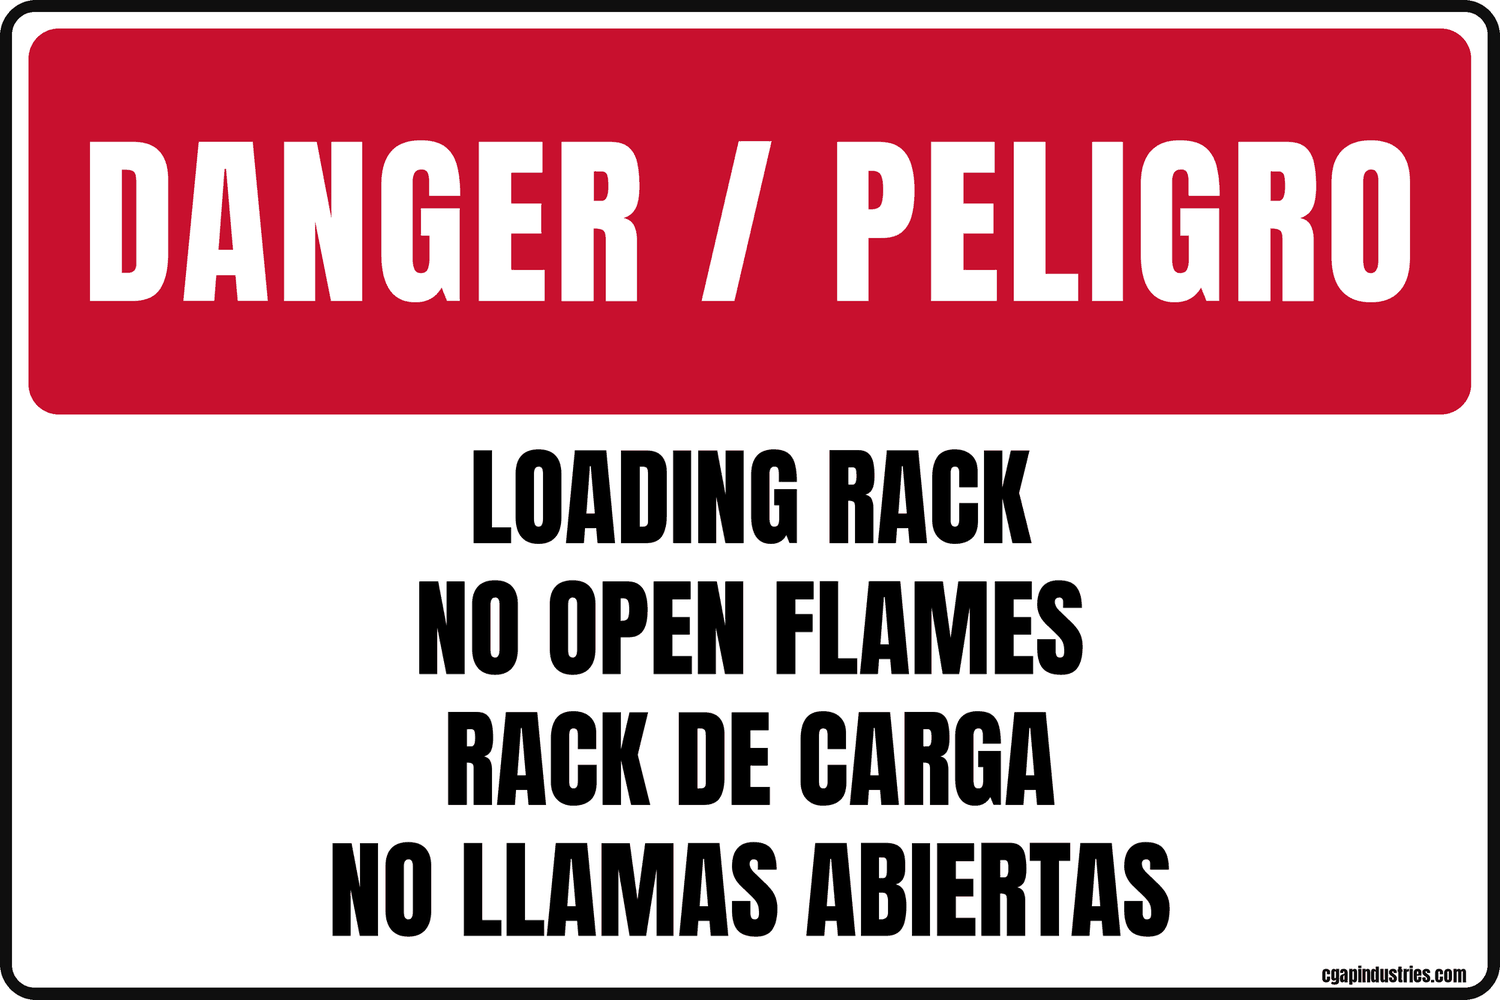 DANGER / PELIGRO
LOADING RACK
NO OPEN FLAMES
RACK DE CARGA
NO LLAMAS ABIERTAS
cgapindustries.com